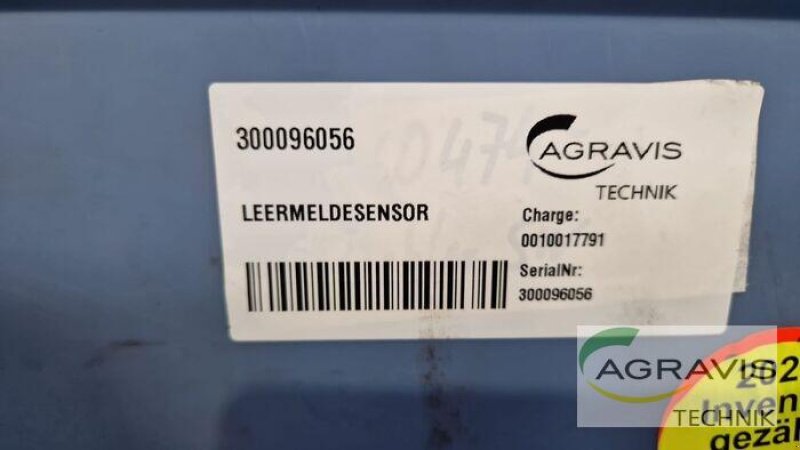 300096056
AGRAVIS
TECHNIK
LEERMELDESENSOR
Charge:
0010017791
SerialNr:
300096056
AGRAVIS
TECHNIK